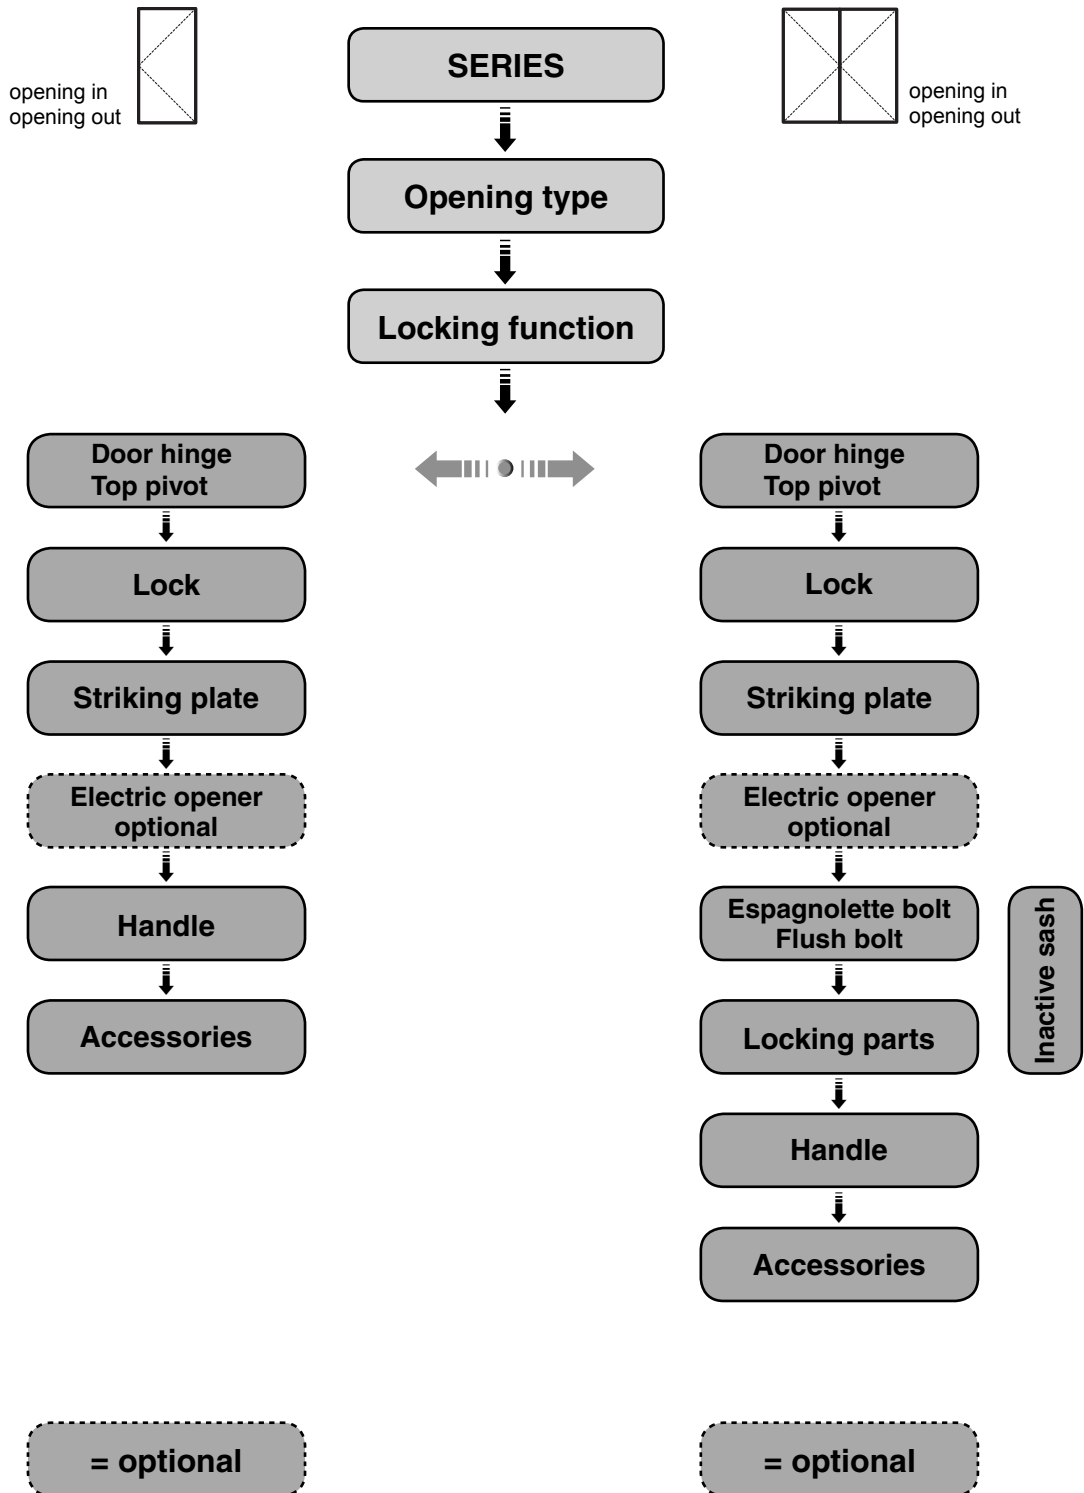 opening in
opening out
SERIES
opening in
opening out
Opening type
Locking function
Door hinge
Top pivot
Lock
Striking plate
Electric opener
optional
Handle
Accessories
Door hinge
Top pivot
Lock
Striking plate
Electric opener
optional
Espagnolette bolt
Flush bolt
Locking parts
Inactive sash
Handle
Accessories
= optional
= optional